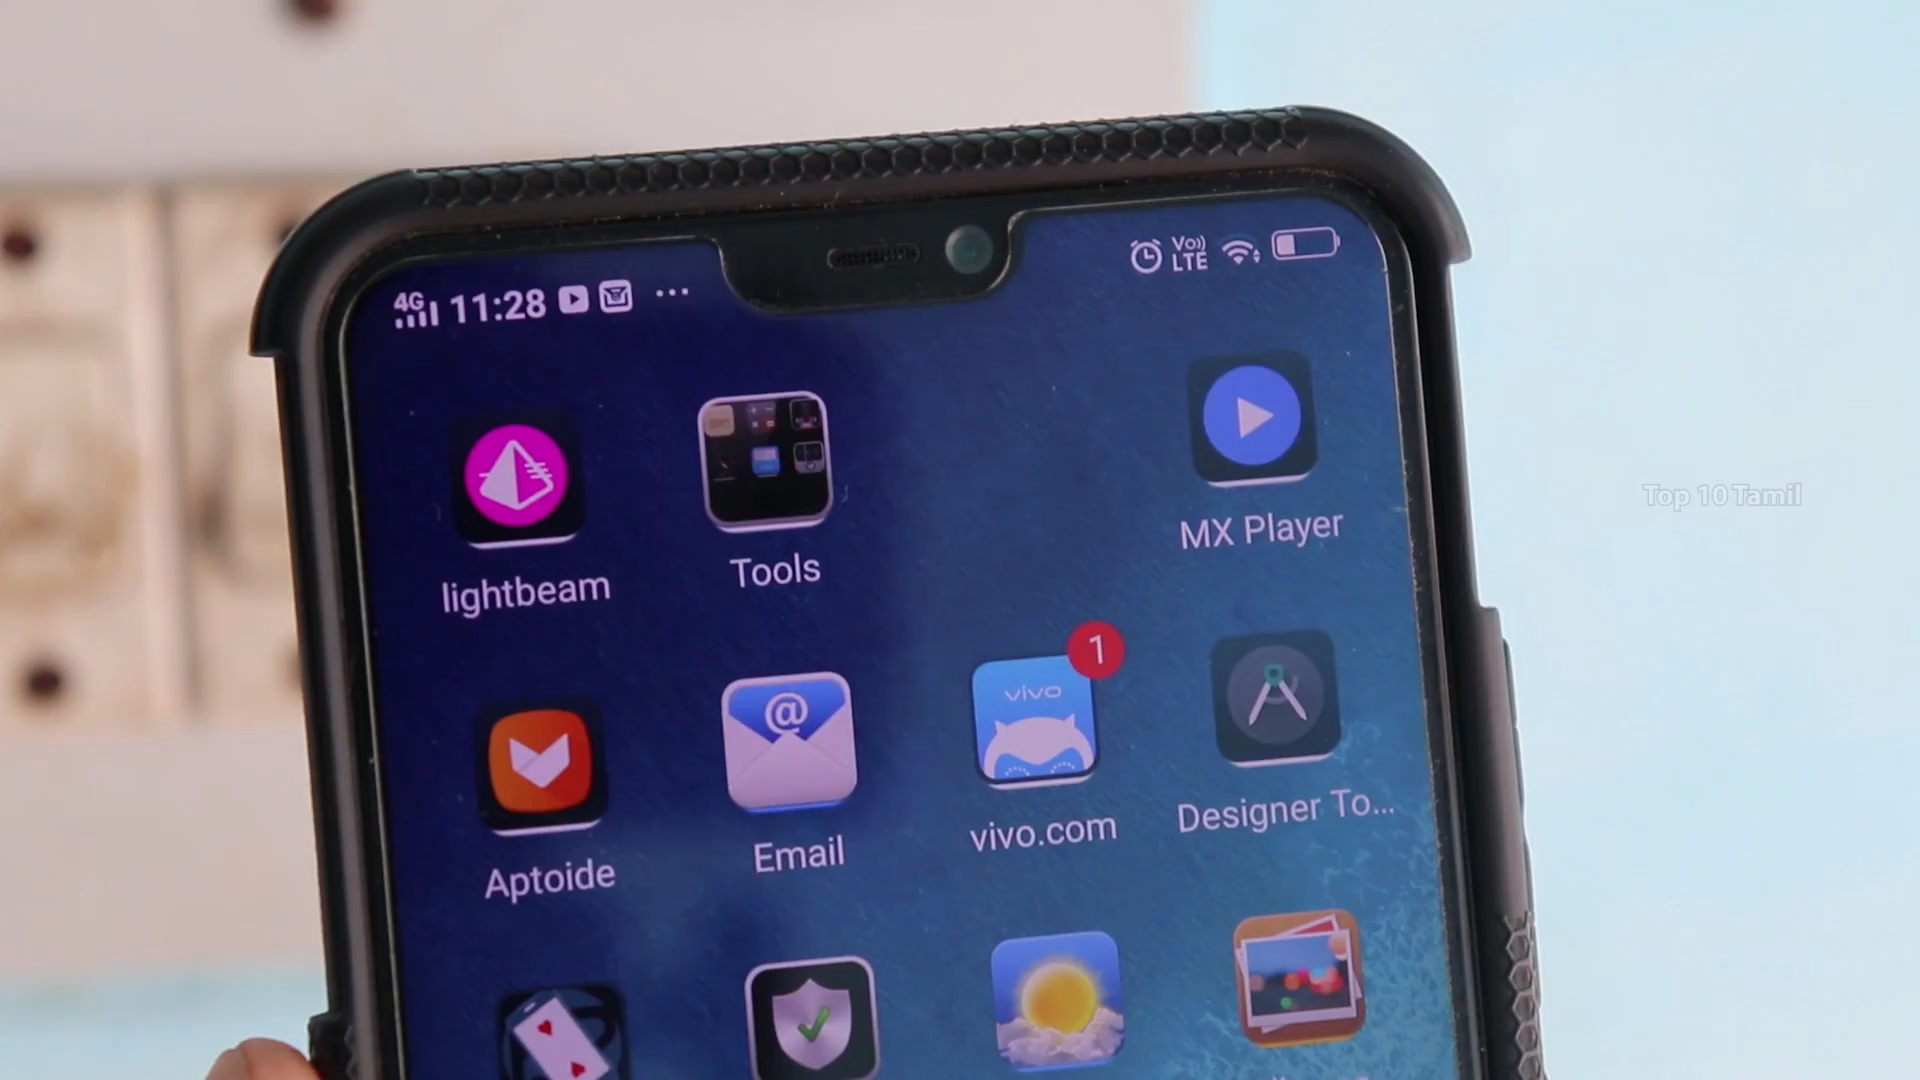 4G 11:28
Vo)) LTE
lightbeam
Tools
MX Player
Top 10 Tamil
1
vivo
@
Aptoide
Email
vivo.com
Designer To...